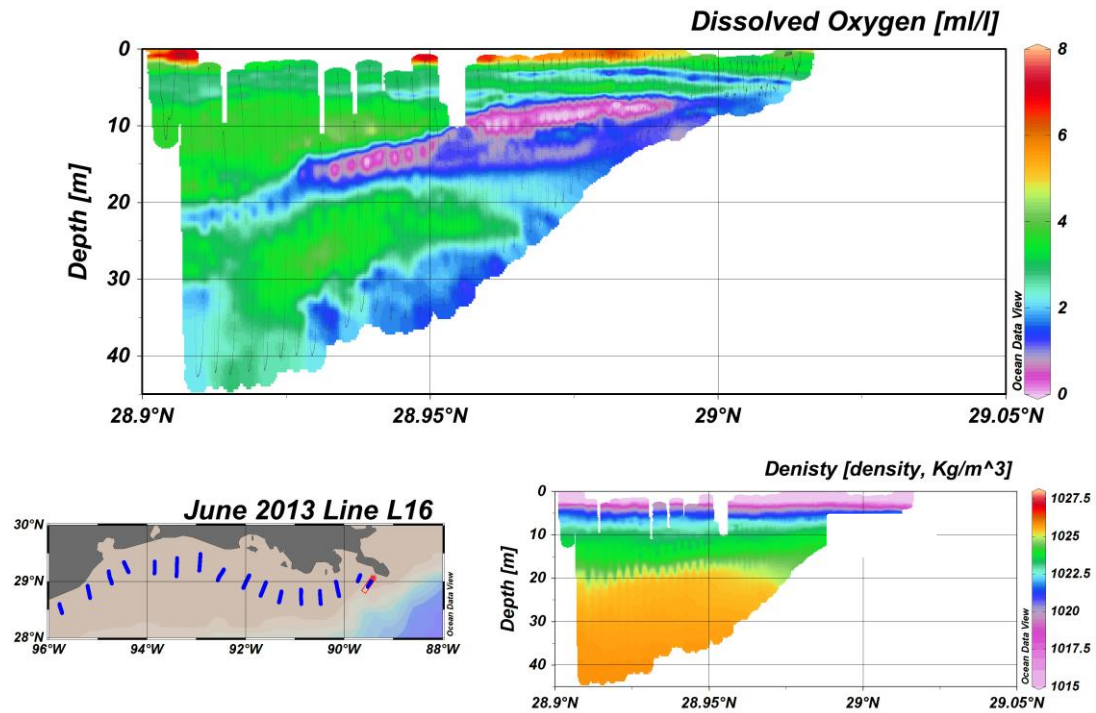 Dissolved Oxygen [ml/l]
0
10
20
30
40
Depth [m]
28.9°N
28.95°N
29°N
29.05°N
8
6
4
2
0
Ocean Data View
June 2013 Line L16
30°N
29°N
28°N
96°W
94°W
92°W
90°W
88°W
Ocean Data View
Denisty [density, Kg/m^3]
0
10
20
30
40
Depth [m]
28.9°N
28.95°N
29°N
29.05°N
1027.5
1025
1022.5
1020
1017.5
1015
Ocean Data View